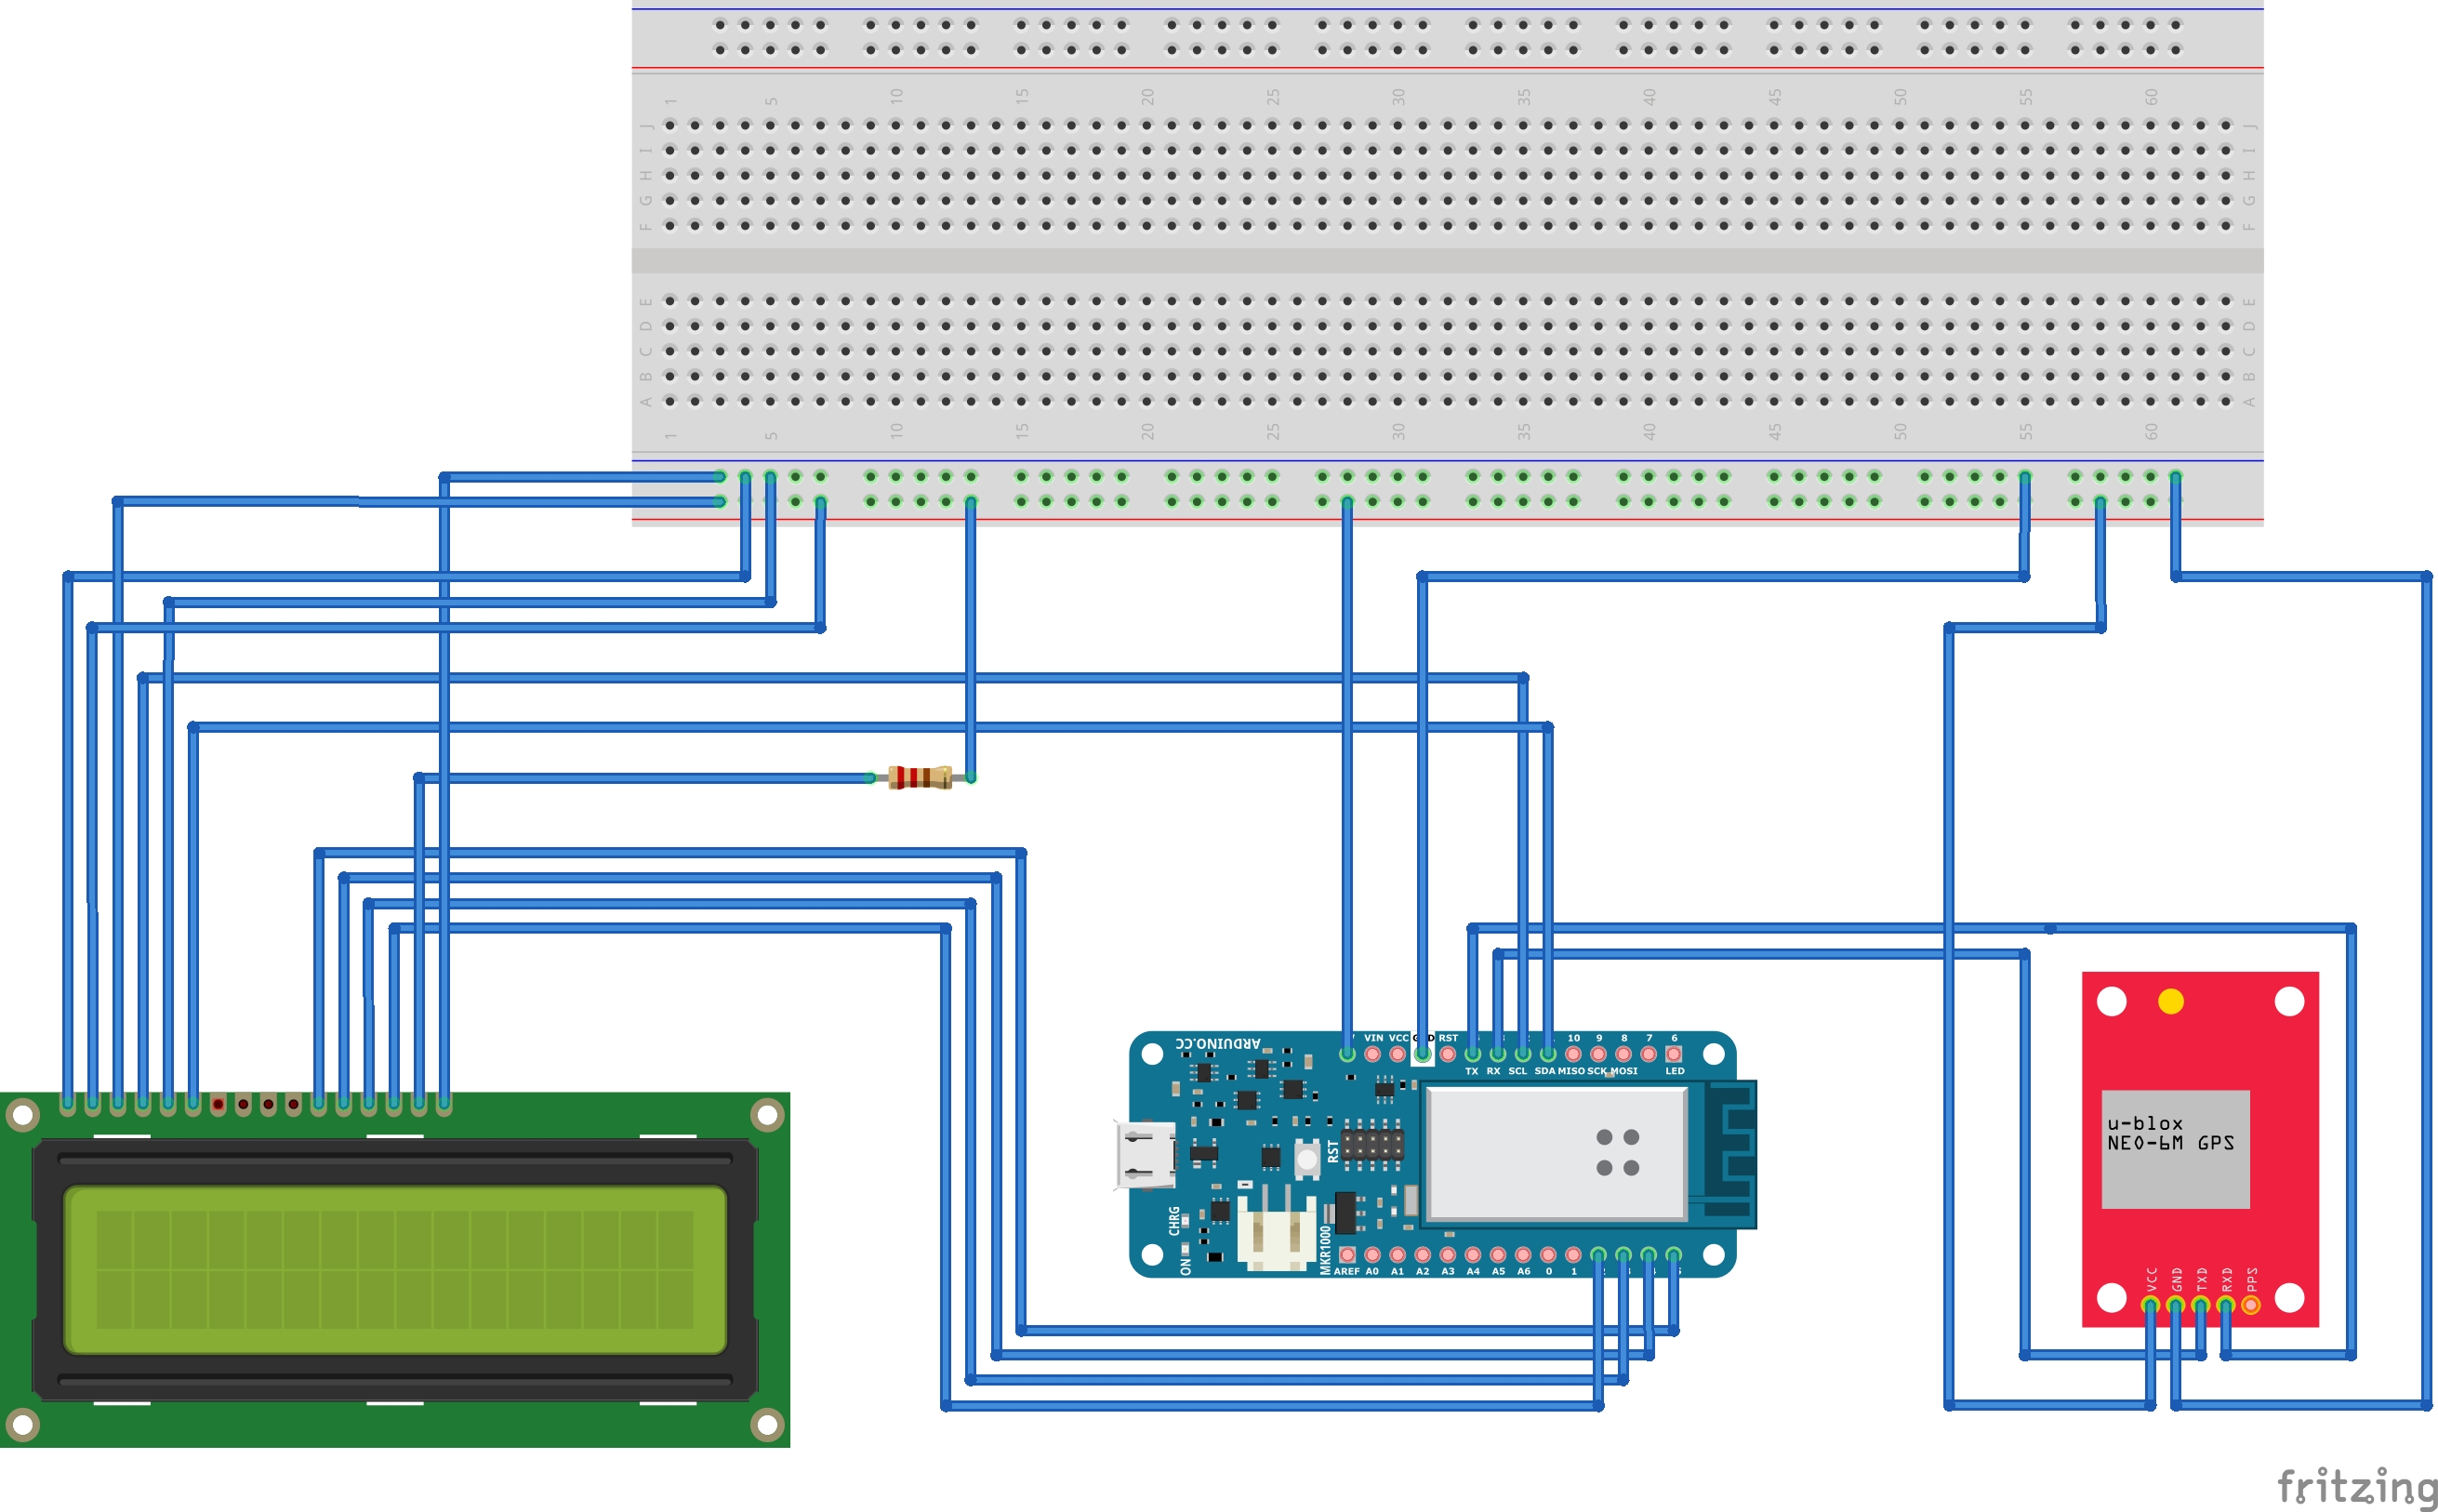 1 5 10 15 20 25 30 35 40 45 50 55 60
J J
I I
H H
G G
F F
E E
D D
C C
B B
A A
1 5 10 15 20 25 30 35 40 45 50 55 60
ARDUINO.CC
VIN VCC GND RST 10 9 8 7 6
TX RX SCL SDA MISO SCK MOSI LED
RST
CHRG
ON
MKR1000
AREF A0 A1 A2 A3 A4 A5 A6 0 1
u-blox
NEO-6M GPS
VCC
GND
TXD
RXD
PPS
fritzing